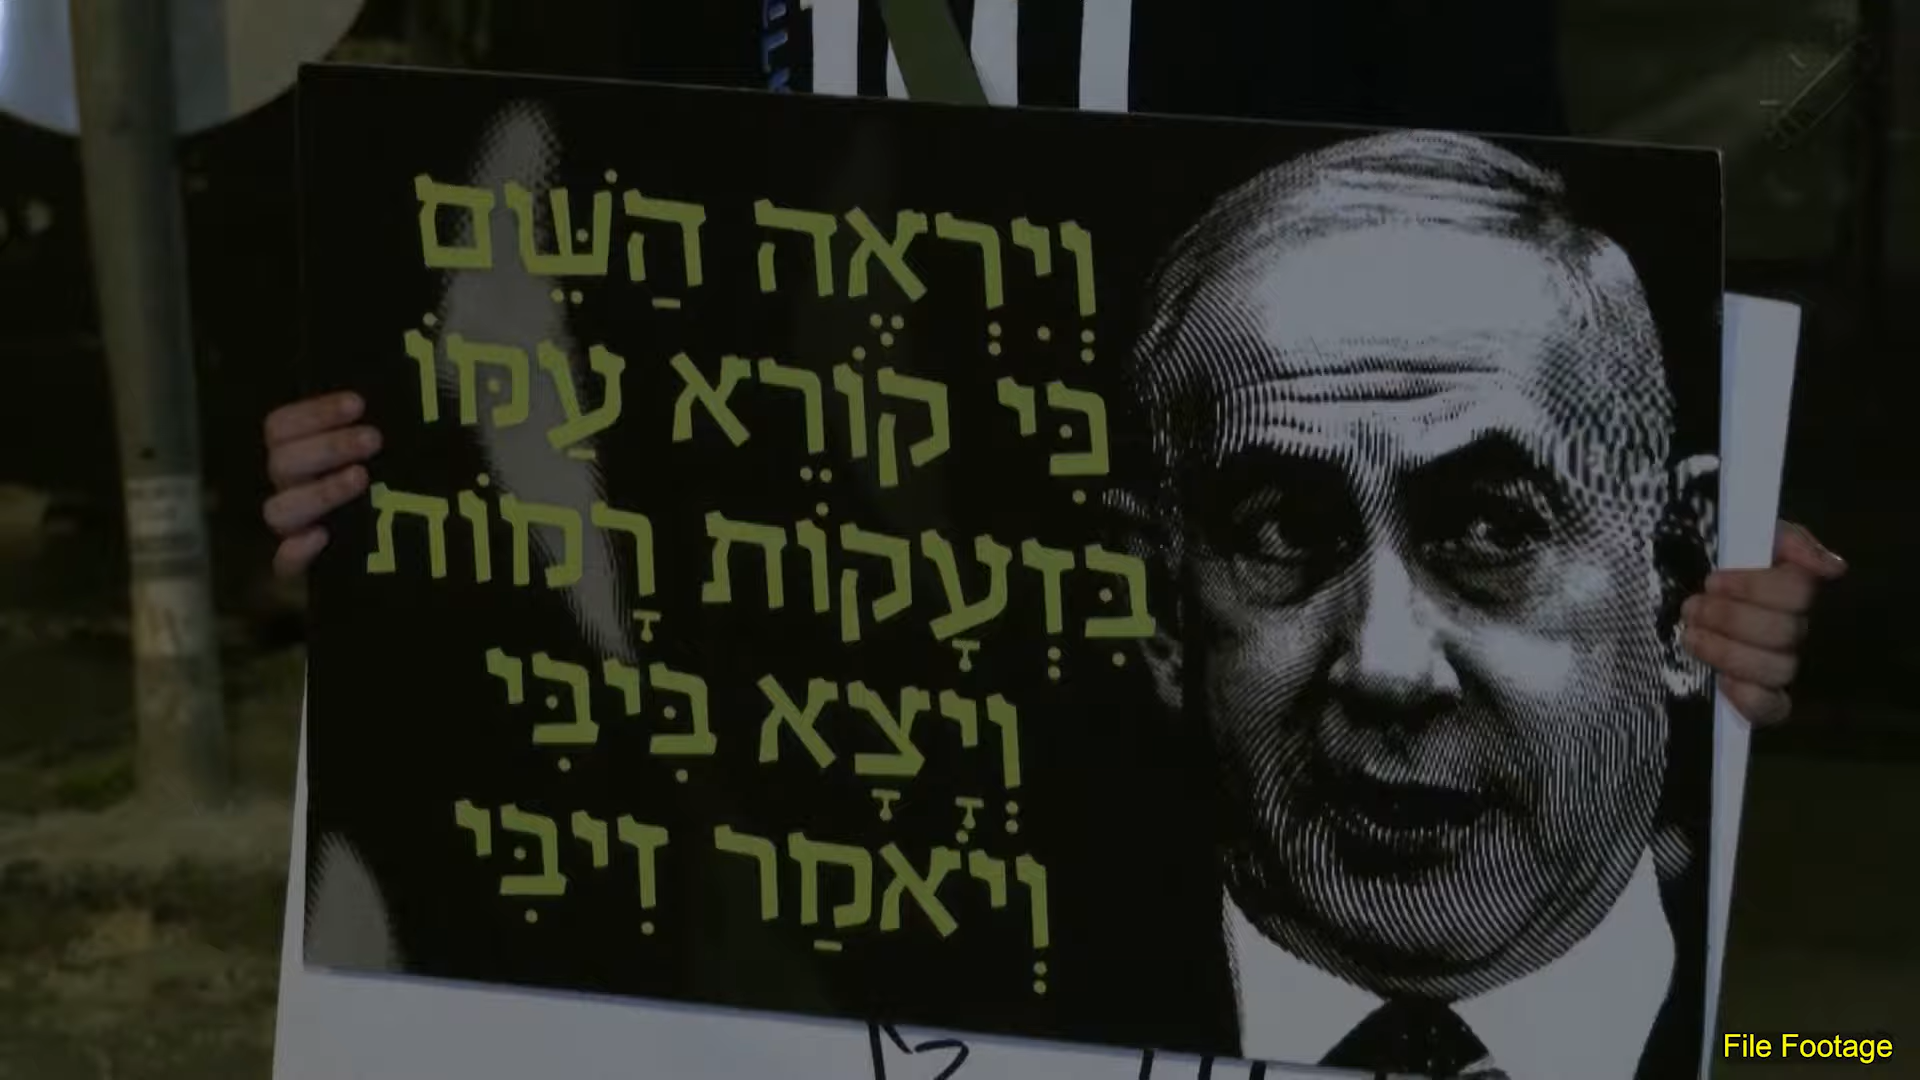 וְיִרְאֶה הַשֵּׁם
כִּי קוֹרֵא עַמּוֹ
בִּזְעָקוֹת רָמוֹת
וְיָצָא בִּיבִּי
וְיֹאמַר דִיבִּי
File Footage